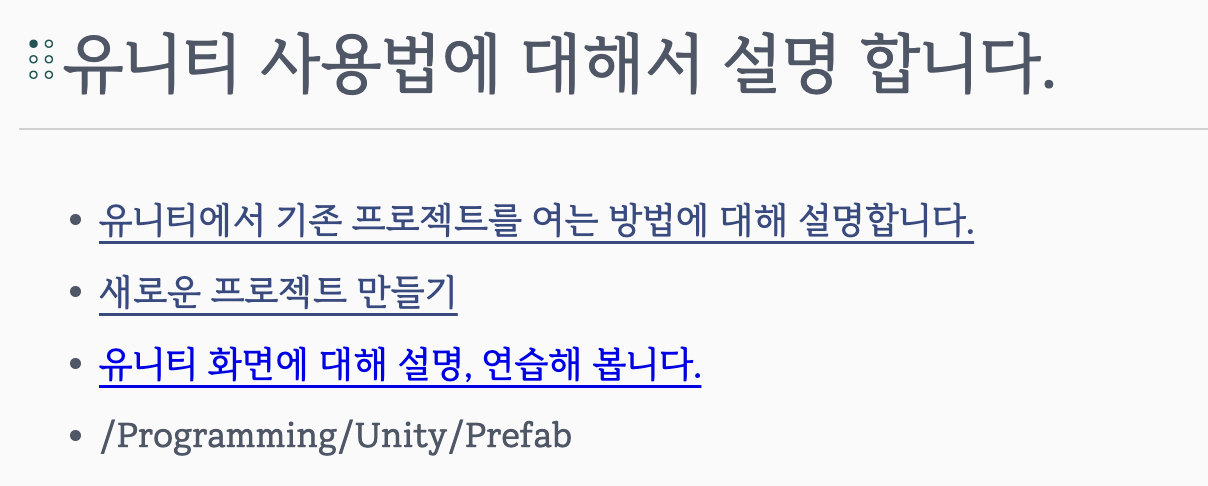 유니티 사용법에 대해서 설명 합니다.
유니티에서 기존 프로젝트를 여는 방법에 대해 설명합니다.
새로운 프로젝트 만들기
유니티 화면에 대해 설명, 연습해 봅니다.
/Programming/Unity/Prefab